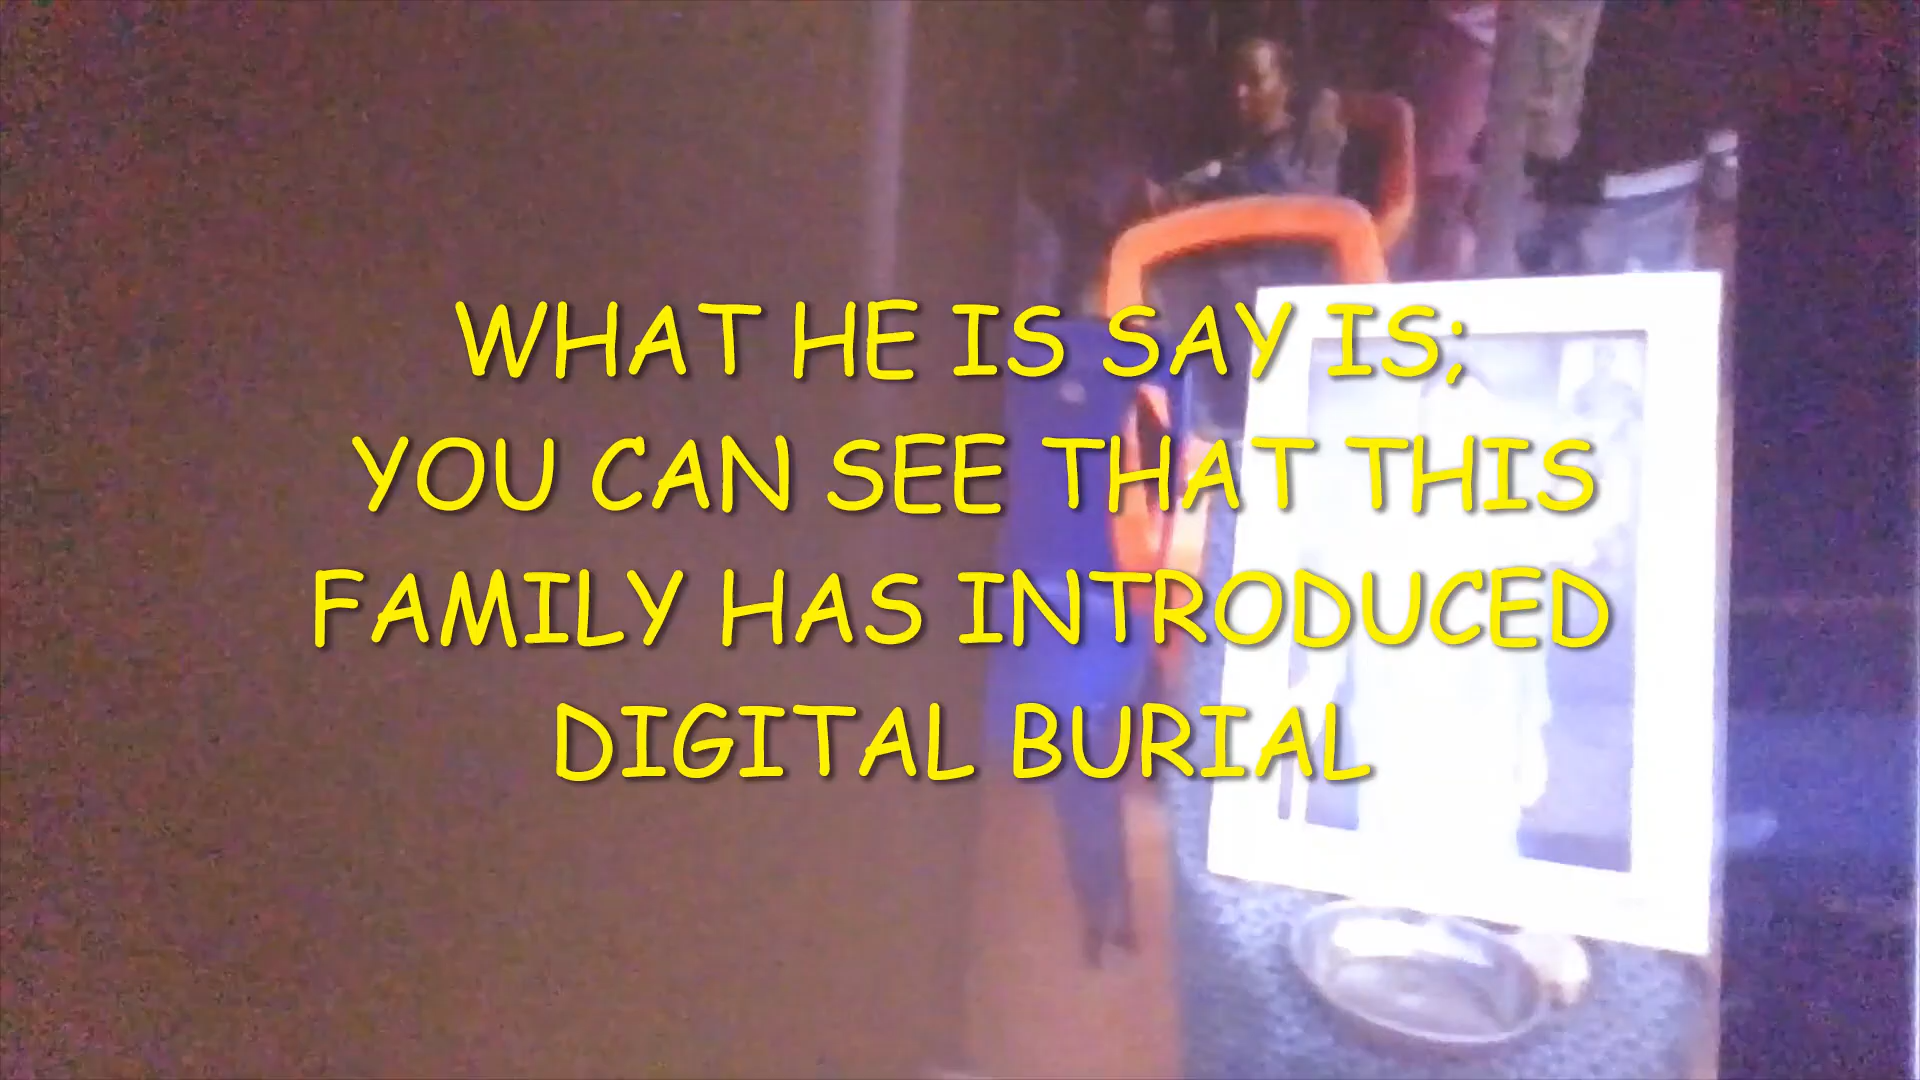 WHAT HE IS SAY IS;
YOU CAN SEE THAT THIS
FAMILY HAS INTRODUCED
DIGITAL BURIAL